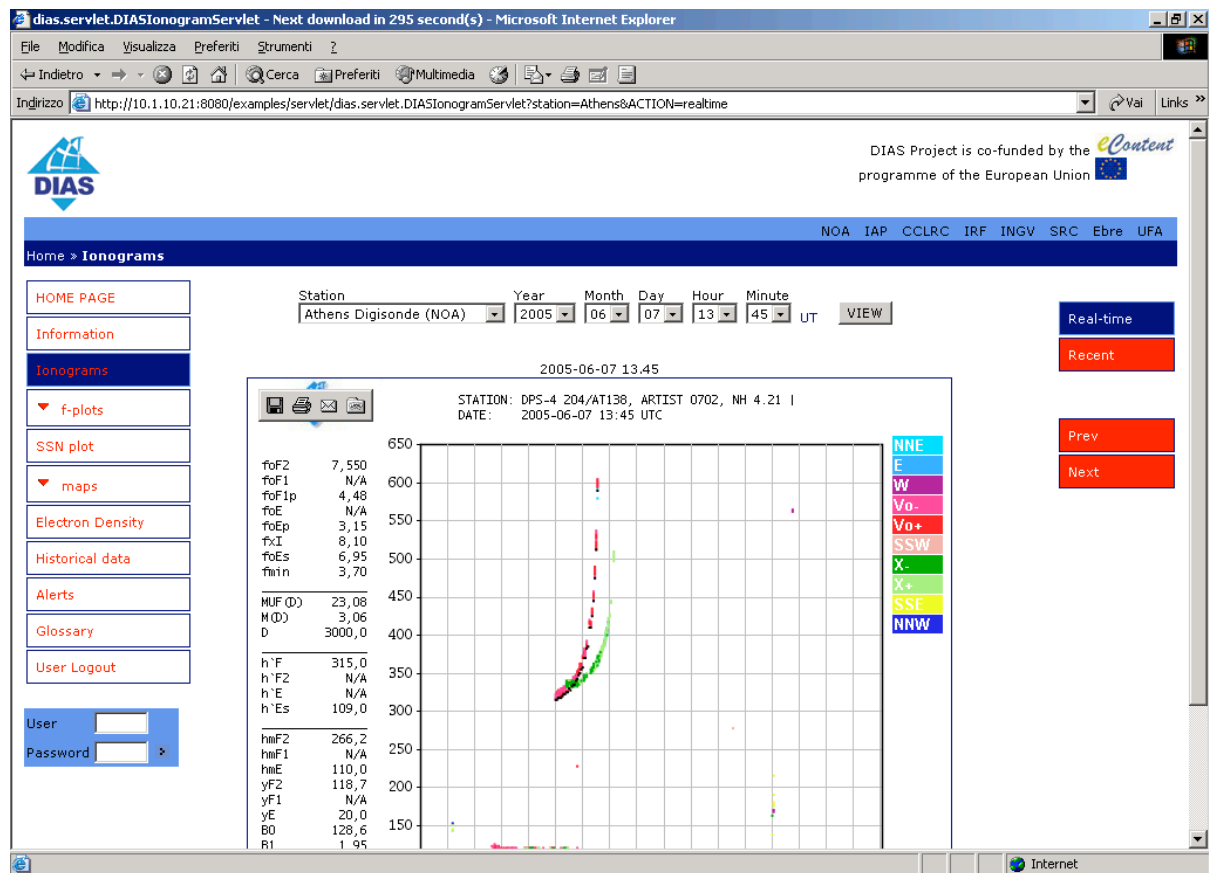 dias.servlet.DIASIonogramServlet - Next download in 295 second(s) - Microsoft Internet Explorer
File Modifica Visualizza Preferiti Strumenti ?
Indietro Cerca Preferiti Multimedia
Indirizzo http://10.1.10.21:8080/examples/servlet/dias.servlet.DIASIonogramServlet?station=Athens&ACTION=realtime Vai Links »
DIAS
DIAS Project is co-funded by the eContent
programme of the European Union
NOA IAP CCLRC IRF INGV SRC Ebre UFA
Home » Ionograms
HOME PAGE
Information
Ionograms
f-plots
SSN plot
maps
Electron Density
Historical data
Alerts
Glossary
User Logout
User
Password
Station Year Month Day Hour Minute
Athens Digisonde (NOA) 2005 06 07 13 45 UT VIEW
Real-time
Recent
Prev
Next
2005-06-07 13.45
STATION: DPS-4 204/AT138, ARTIST 0702, NH 4.21 |
DATE: 2005-06-07 13:45 UTC
foF2 7,550
foF1 N/A
foF1p 4,48
foE N/A
foEp 3,15
fxI 8,10
foEs 6,95
fmin 3,70
MUF(D) 23,08
M(D) 3,06
D 3000,0
h`F 315,0
h`F2 N/A
h`E N/A
h`Es 109,0
hmF2 266,2
hmF1 N/A
hmE 110,0
yF2 118,7
yF1 N/A
yE 20,0
B0 128,6
B1 1,95
650
600
550
500
450
400
350
300
250
200
150
NNE
E
W
Vo-
Vo+
SSW
X-
X+
SSE
NNW
Internet